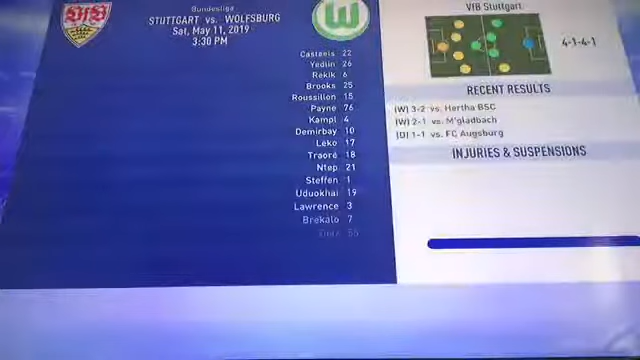 VfB
Bundesliga
STUTTGART vs. WOLFSBURG
Sat, May 11, 2019
3:30 PM
Casteels 22
Yedlin 26
Rekik 6
Brooks 25
Roussillon 15
Payne 76
Kampl 4
Demirbay 10
Leko 17
Traoré 18
Ntep 21
Steffen 1
Uduokhai 19
Lawrence 3
Brekalo 7
55
VfB Stuttgart
4-1-4-1
RECENT RESULTS
(W) 3-2 vs. Hertha BSC
(W) 2-1 vs. M'gladbach
(D) 1-1 vs. FC Augsburg
INJURIES & SUSPENSIONS